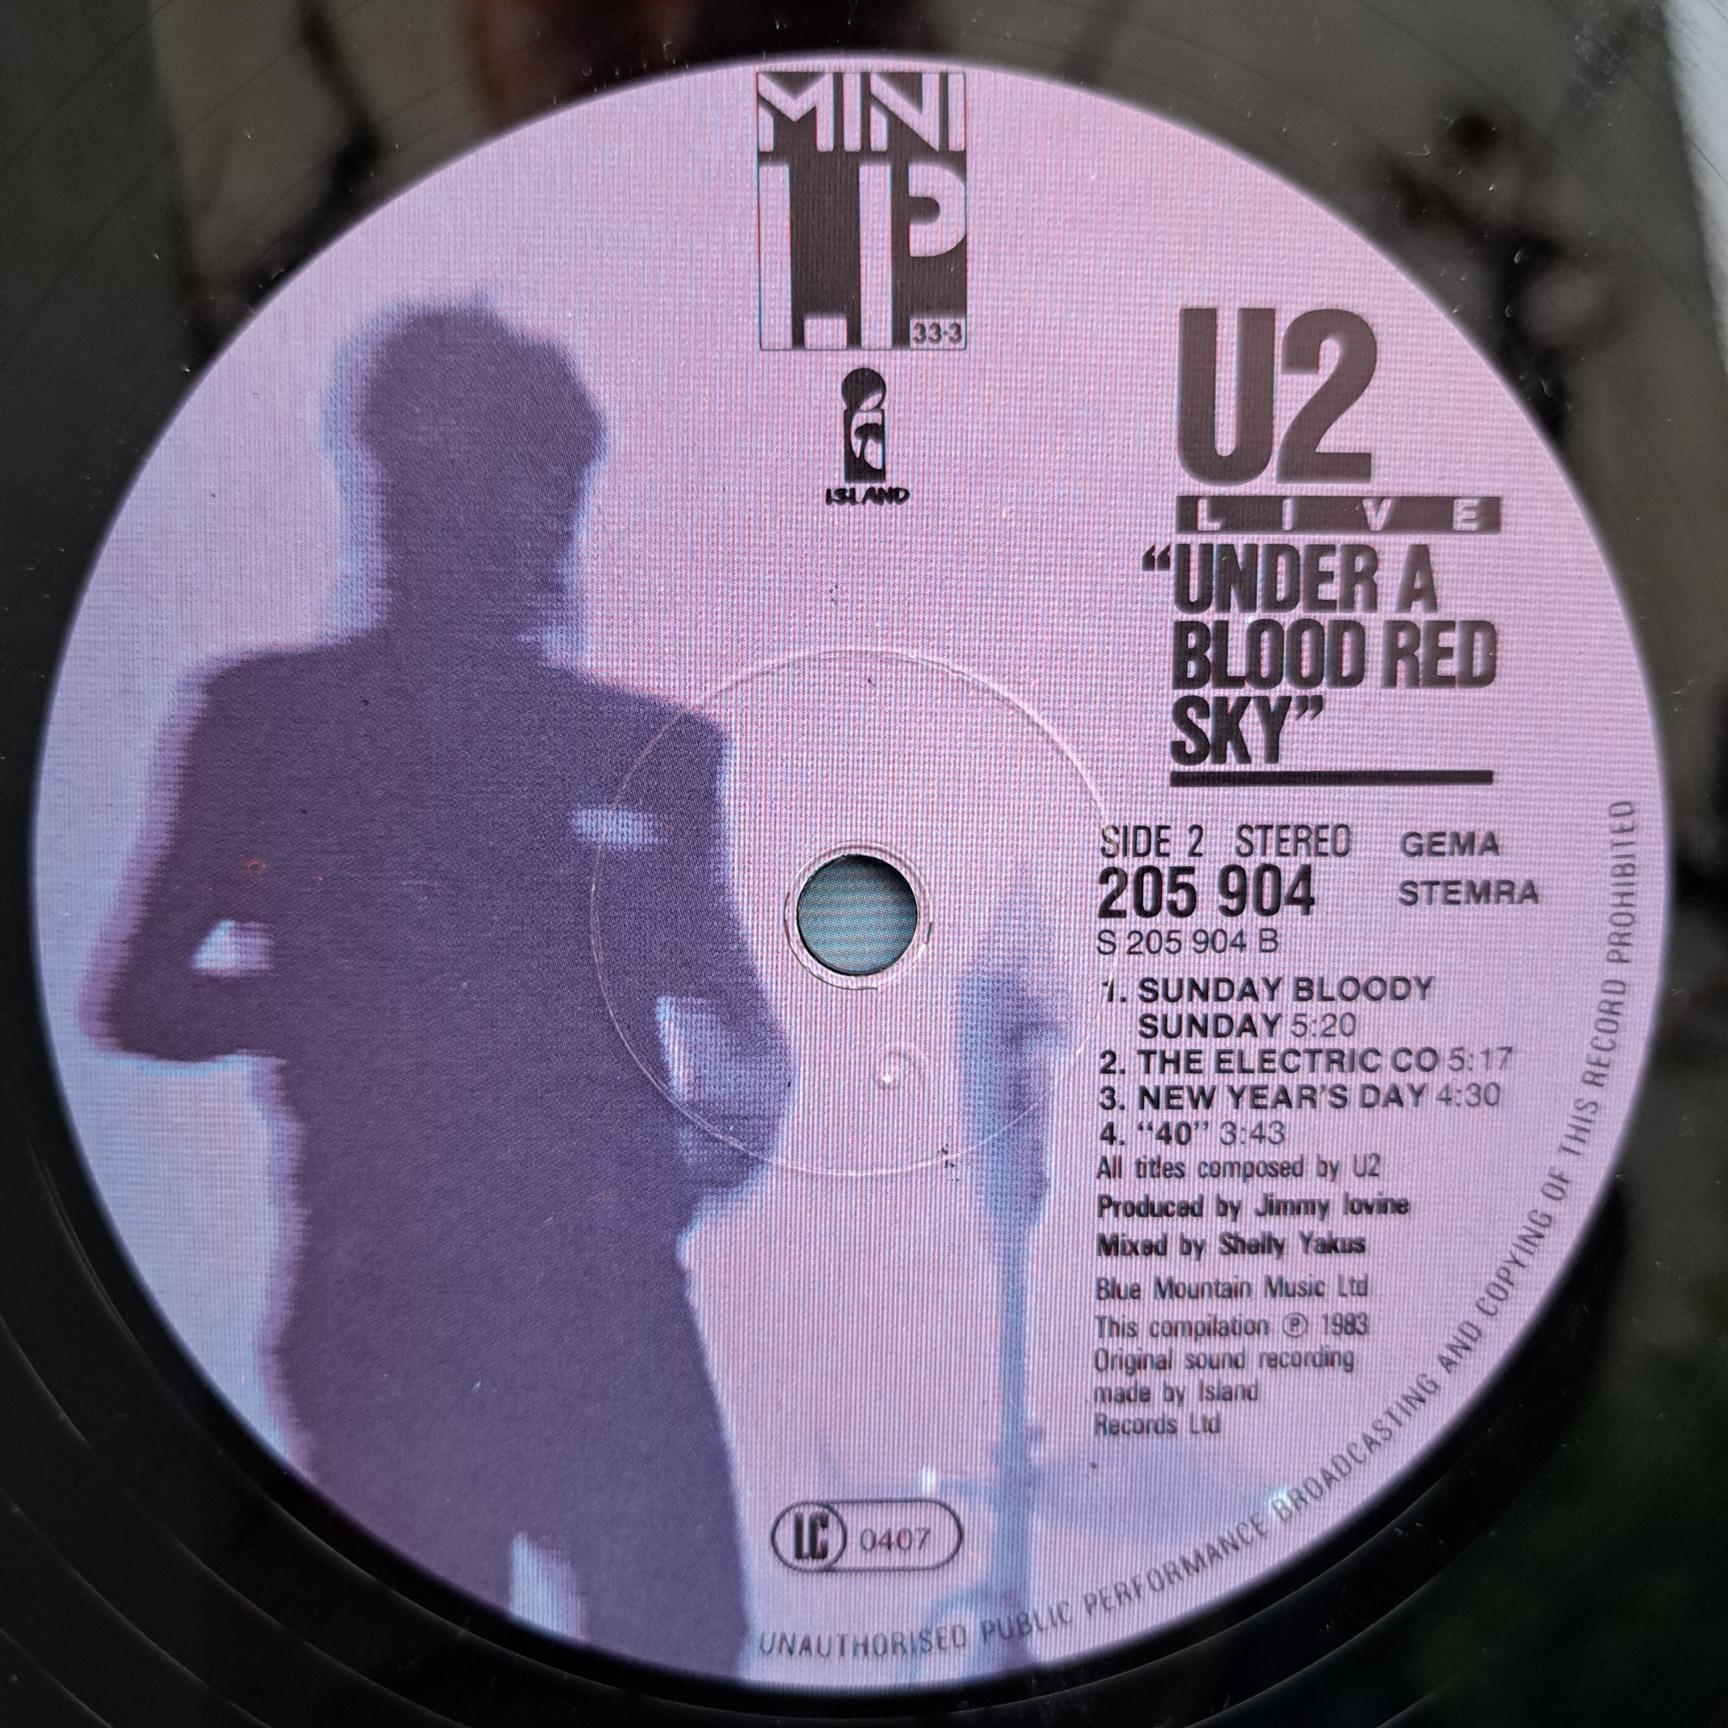 MINI
LP
33·3
ISLAND
U2
LIVE
“UNDER A
BLOOD RED
SKY”
SIDE 2 STEREO GEMA
205 904 STEMRA
S 205 904 B
1. SUNDAY BLOODY
SUNDAY 5:20
2. THE ELECTRIC CO 5:17
3. NEW YEAR'S DAY 4:30
4. “40” 3:43
All titles composed by U2
Produced by Jimmy Iovine
Mixed by Shelly Yakus
Blue Mountain Music Ltd
This compilation ℗ 1983
Original sound recording
made by Island
Records Ltd
LC 0407
UNAUTHORISED PUBLIC PERFORMANCE BROADCASTING AND COPYING OF THIS RECORD PROHIBITED